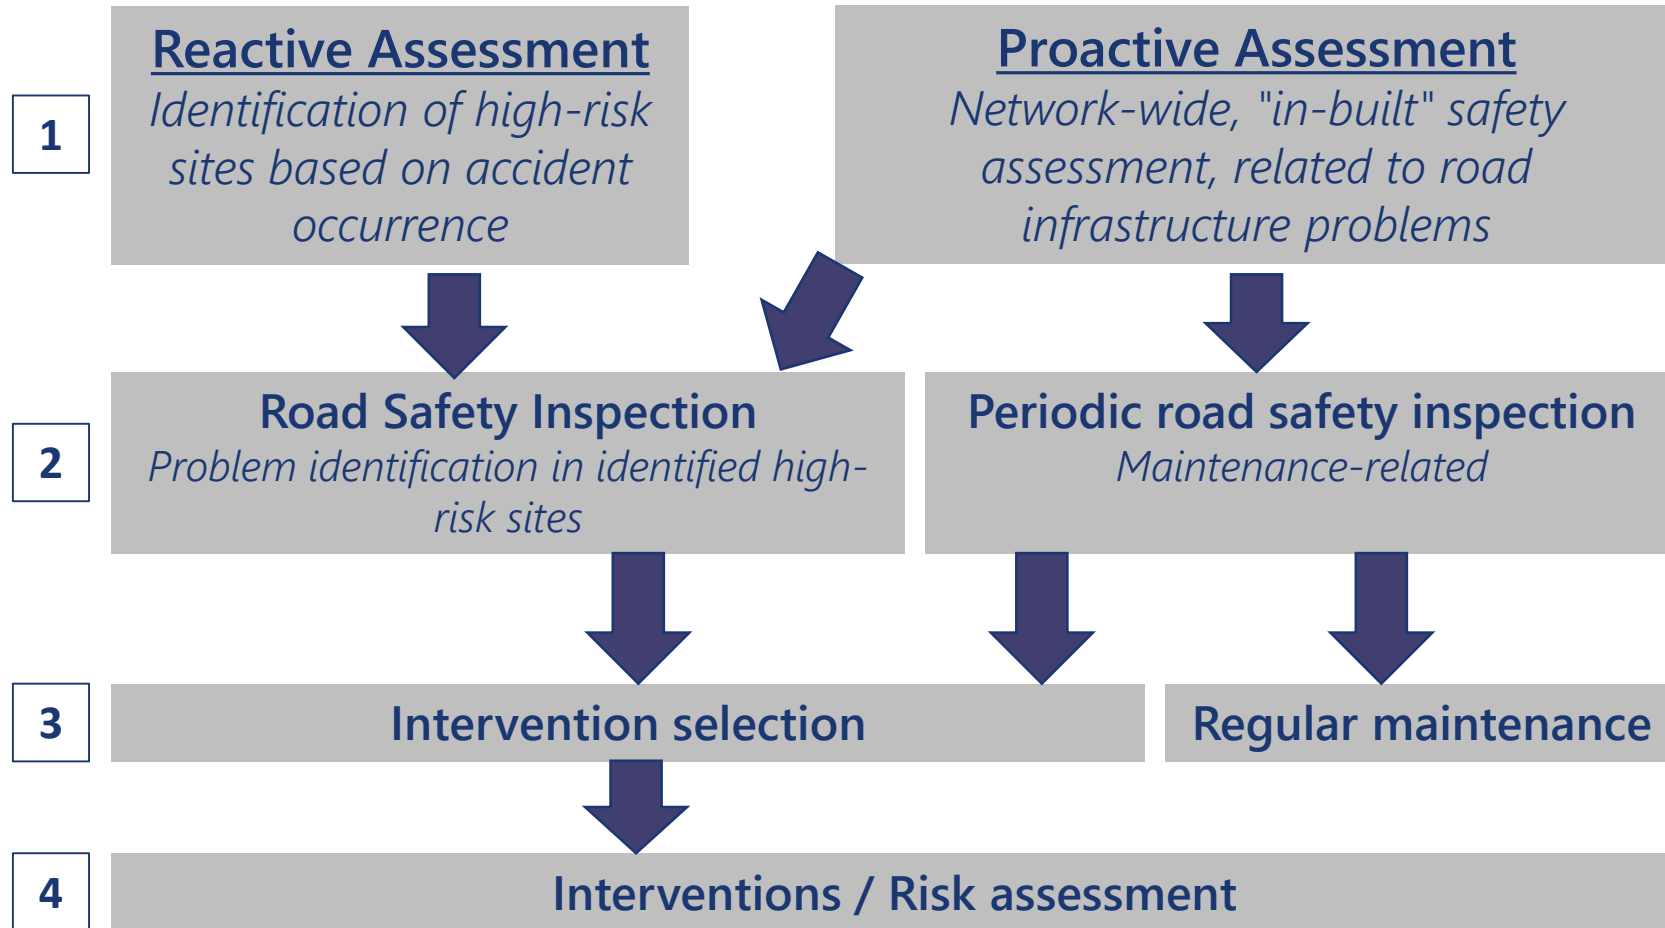 1
Reactive Assessment
Identification of high-risk
sites based on accident
occurrence
Proactive Assessment
Network-wide, "in-built" safety
assessment, related to road
infrastructure problems
2
Road Safety Inspection
Problem identification in identified high-
risk sites
Periodic road safety inspection
Maintenance-related
3
Intervention selection
Regular maintenance
4
Interventions / Risk assessment